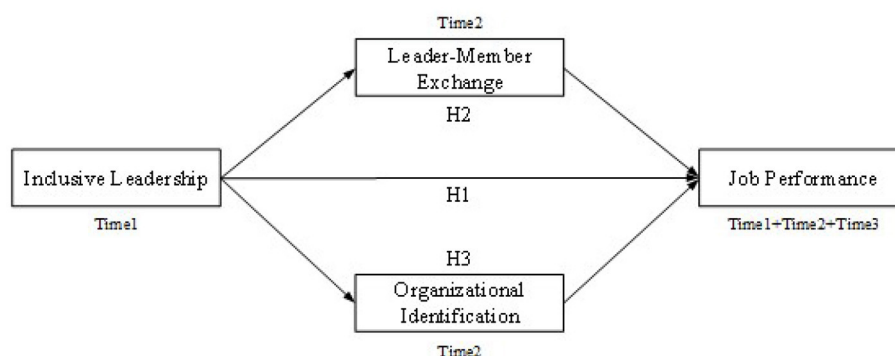 Time2
Leader-Member
Exchange
H2
Inclusive Leadership
Time1
H1
Job Performance
Time1+Time2+Time3
H3
Organizational
Identification
Time2